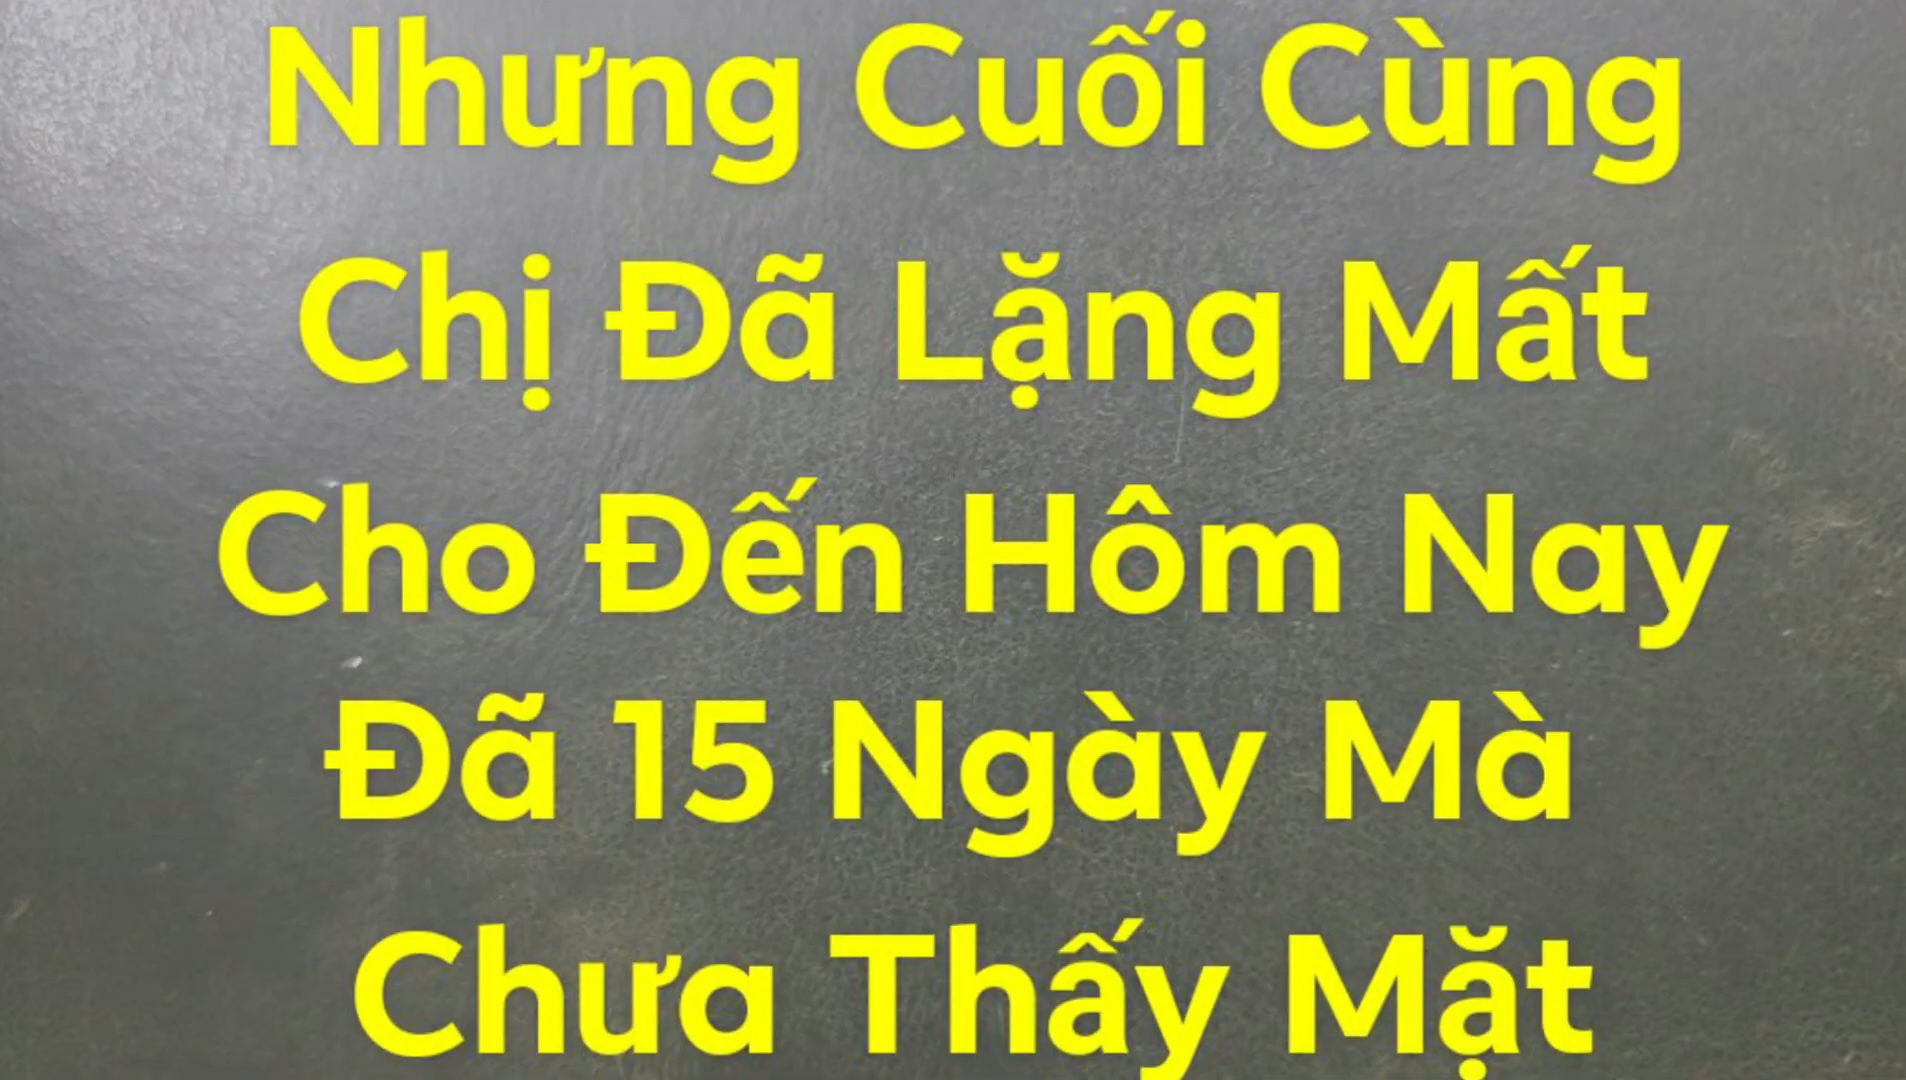 Nhưng Cuối Cùng
Chị Đã Lặng Mất
Cho Đến Hôm Nay
Đã 15 Ngày Mà
Chưa Thấy Mặt